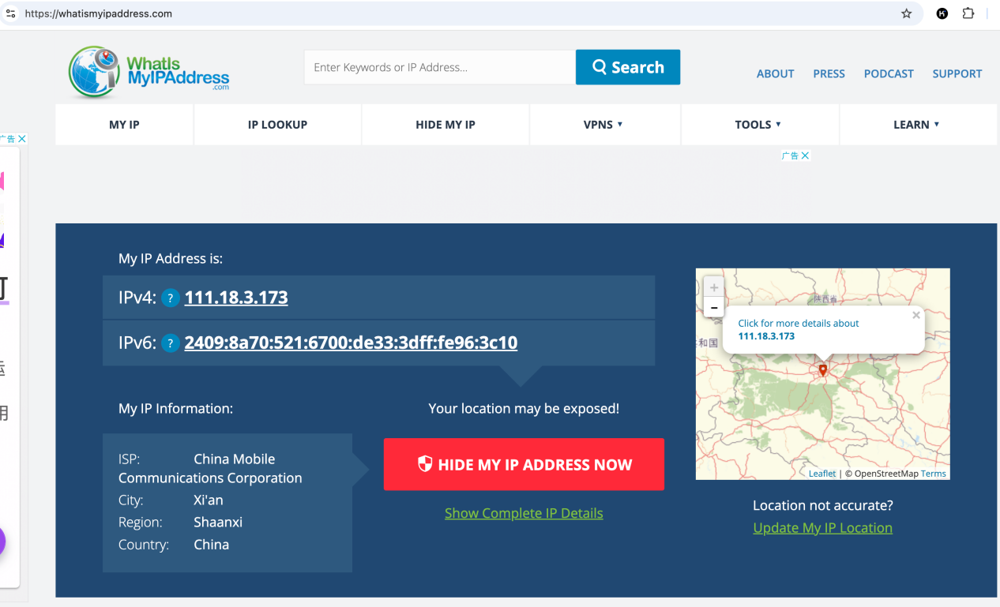 https://whatismyipaddress.com
WhatIs
MyIPAddress
.com
Enter Keywords or IP Address...
Search
ABOUT PRESS PODCAST SUPPORT
MY IP IP LOOKUP HIDE MY IP VPNS ▼ TOOLS ▼ LEARN ▼
广告
广告
My IP Address is:
IPv4: ? 111.18.3.173
IPv6: ? 2409:8a70:521:6700:de33:3dff:fe96:3c10
My IP Information:
ISP: China Mobile
Communications Corporation
City: Xi'an
Region: Shaanxi
Country: China
Your location may be exposed!
HIDE MY IP ADDRESS NOW
Show Complete IP Details
+
−
陕西省
和国
Click for more details about
111.18.3.173
×
Leaflet | © OpenStreetMap Terms
Location not accurate?
Update My IP Location
用